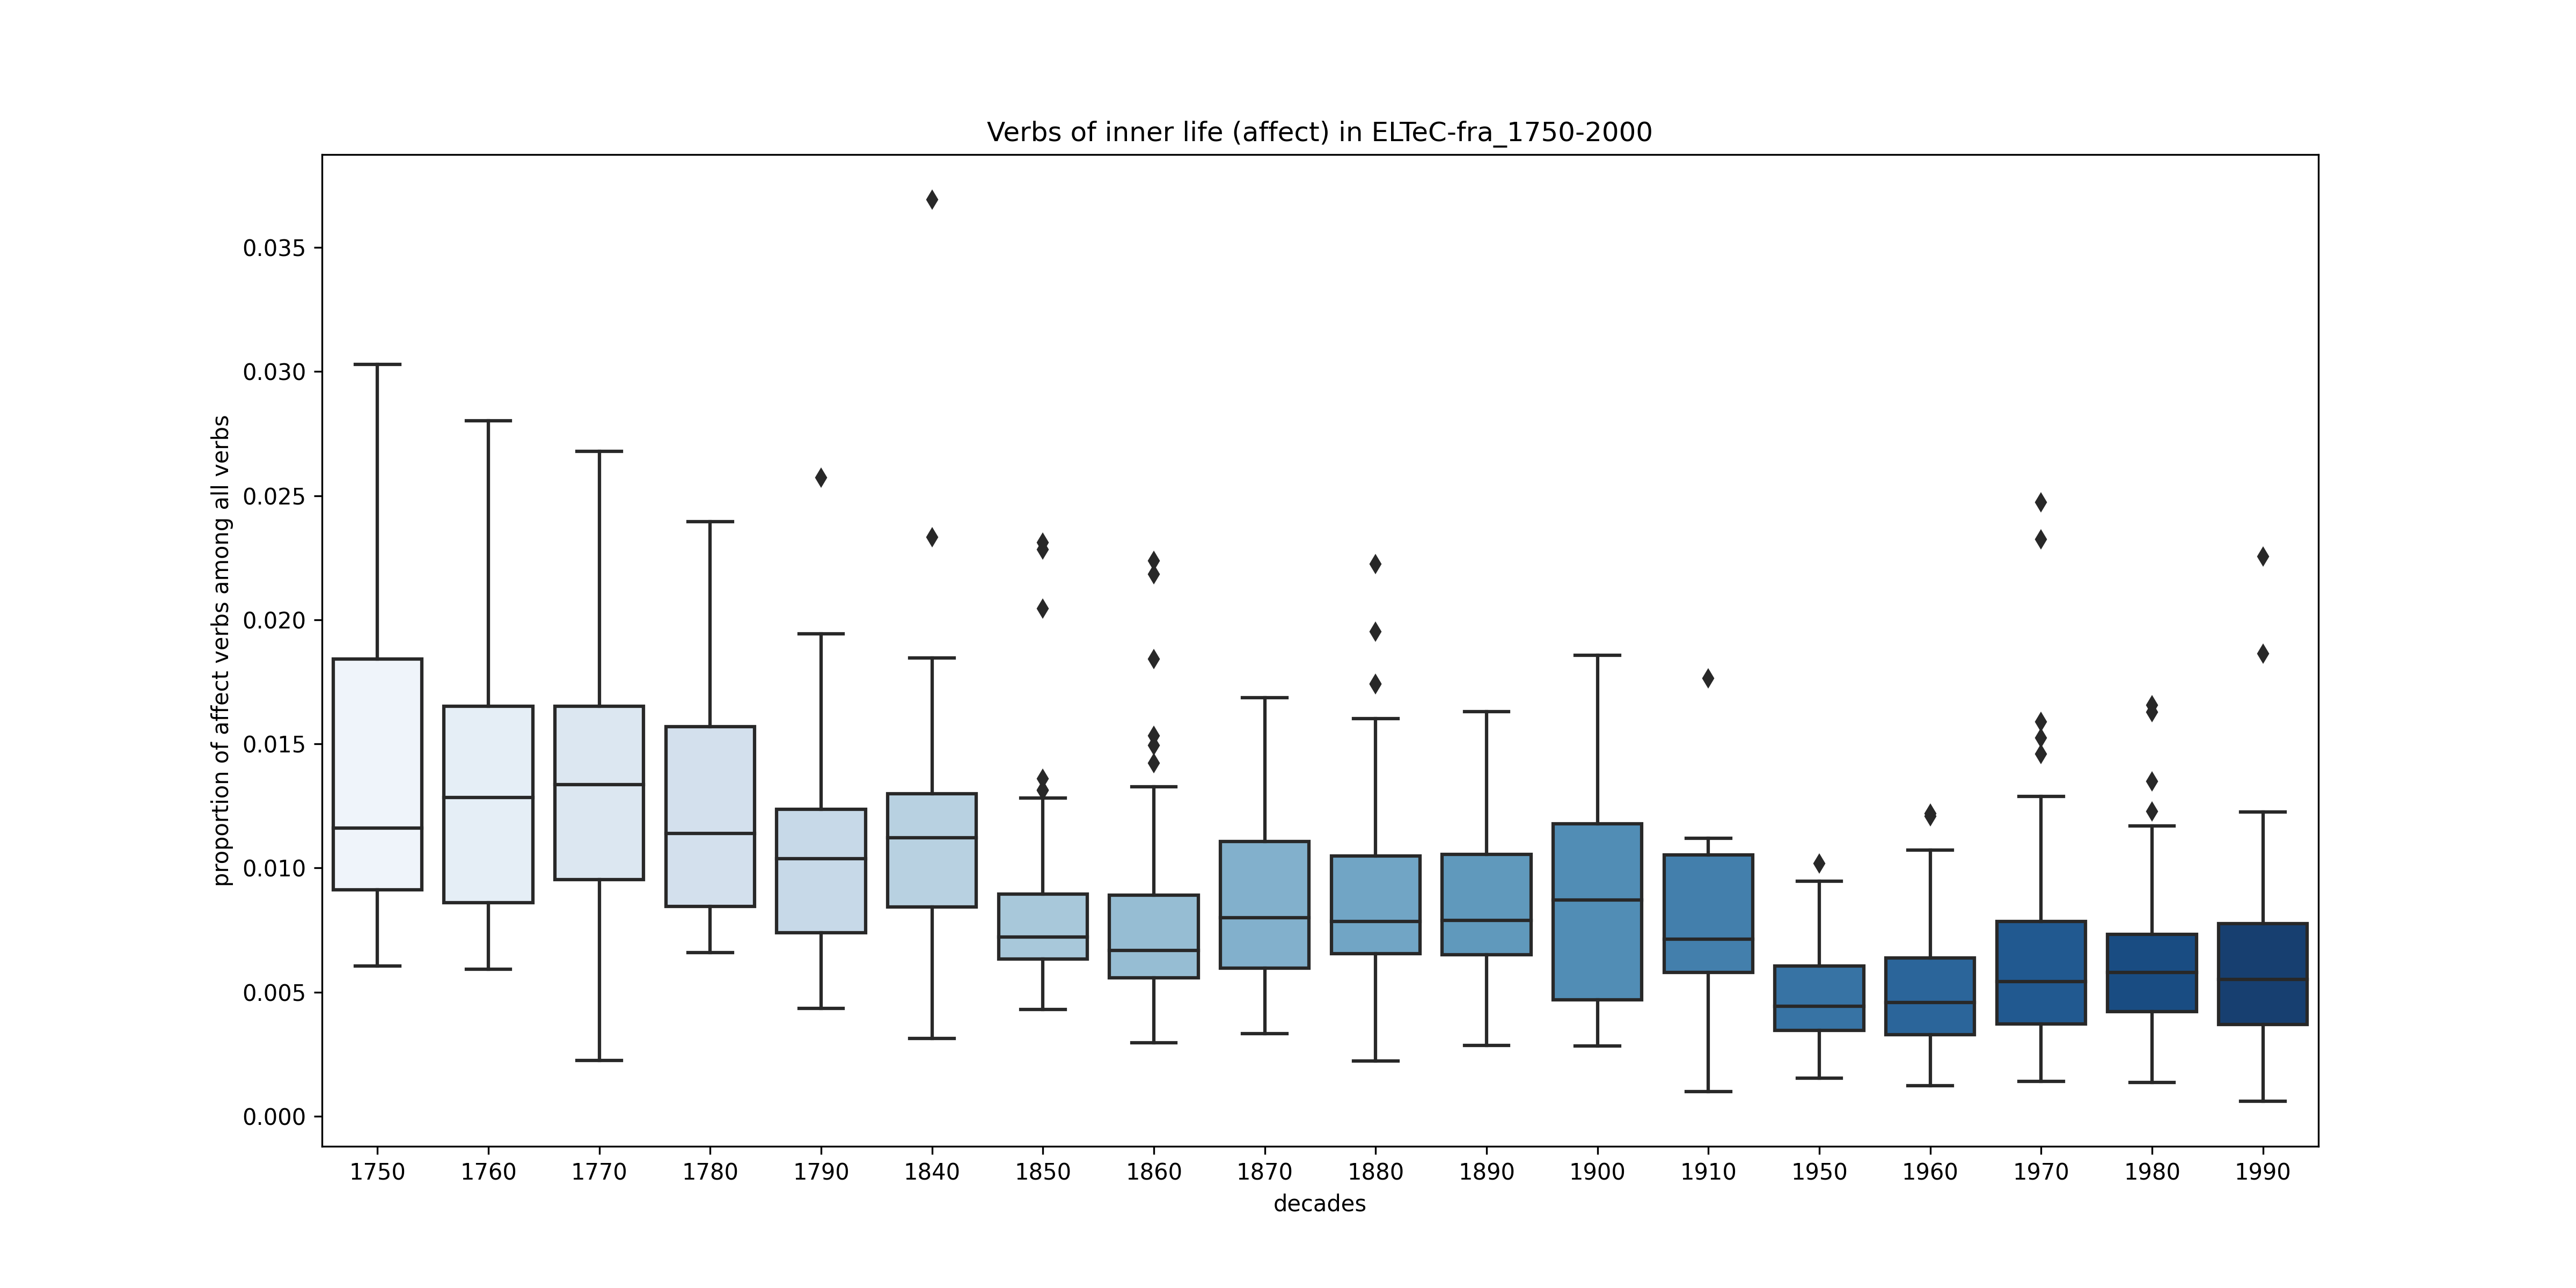 Verbs of inner life (affect) in ELTeC-fra_1750-2000
proportion of affect verbs among all verbs
0.035
0.030
0.025
0.020
0.015
0.010
0.005
0.000
1750 1760 1770 1780 1790 1840 1850 1860 1870 1880 1890 1900 1910 1950 1960 1970 1980 1990
decades